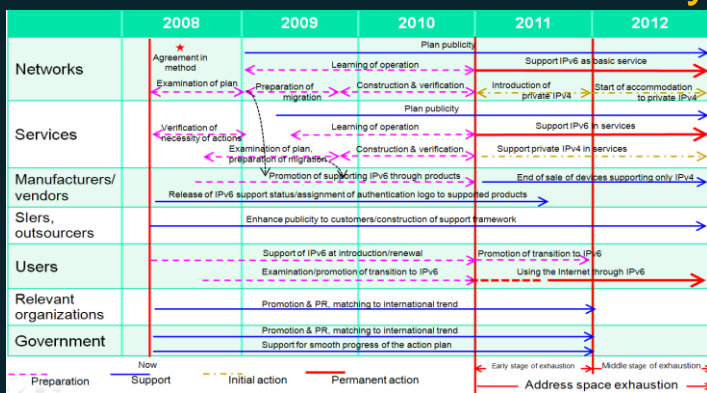 2008 2009 2010 2011 2012
Networks
Agreement in
method
Plan publicity
Learning of operation
Support IPv6 as basic service
Examination of plan
Preparation of
migration
Construction & verification
Introduction of
private IPv4
Start of accommodation
to private IPv4
Services
Plan publicity
Verification of
necessity of actions
Learning of operation
Support IPv6 in services
Examination of plan,
preparation of migration
Construction & verification
Support private IPv4 in services
Manufacturers/
vendors
Promotion of supporting IPv6 through products
End of sale of devices supporting only IPv4
Release of IPv6 support status/assignment of authentication logo to supported products
SIers,
outsourcers
Enhance publicity to customers/construction of support framework
Users
Support of IPv6 at introduction/renewal
Promotion of transition to IPv6
Examination/promotion of transition to IPv6
Using the Internet through IPv6
Relevant
organizations
Promotion & PR, matching to international trend
Government
Promotion & PR, matching to international trend
Support for smooth progress of the action plan
Now
Early stage of exhaustion
Middle stage of exhaustion
Preparation
Support
Initial action
Permanent action
Address space exhaustion